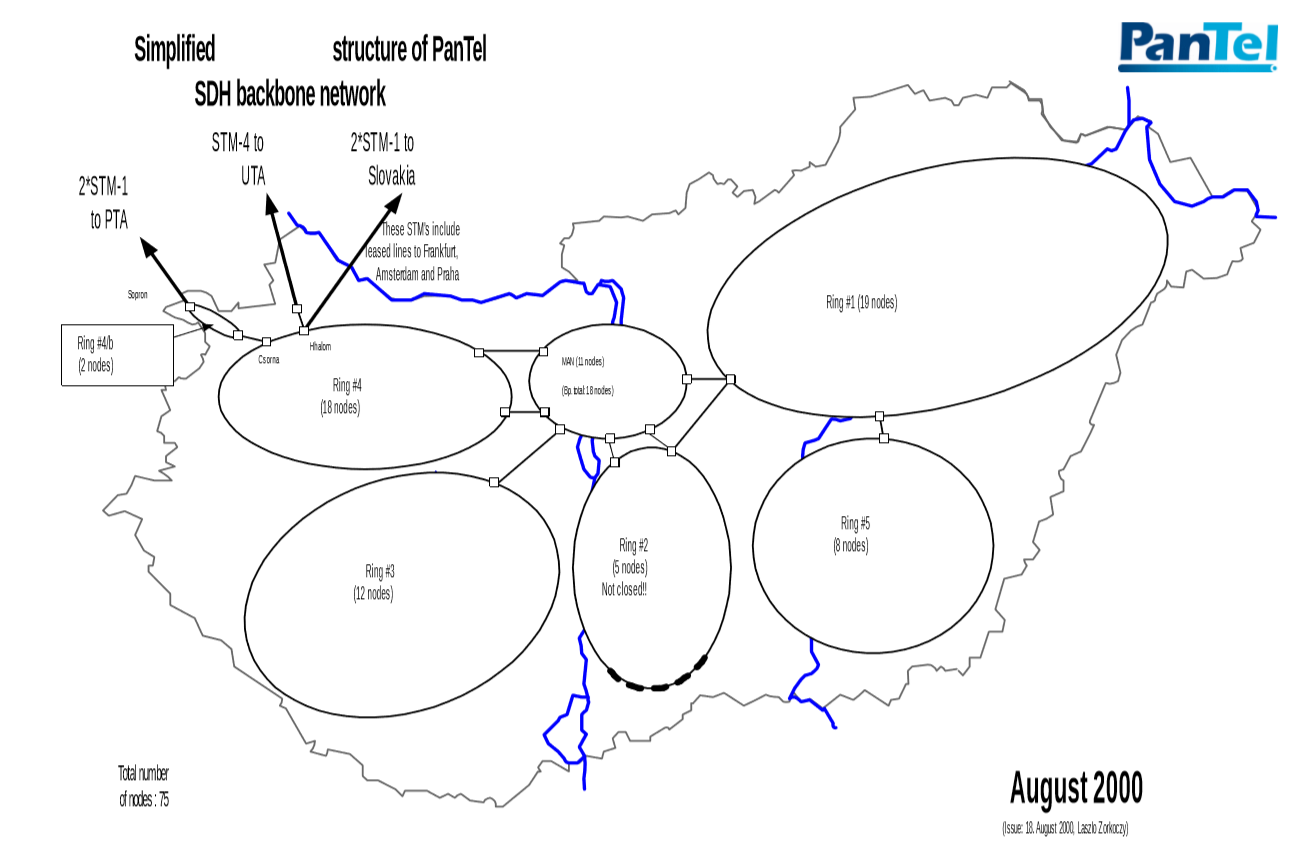 Simplified structure of PanTel
SDH backbone network
PanTel
STM-4 to
UTA
2*STM-1 to
Slovakia
2*STM-1
to PTA
These STM's include
leased lines to Frankfurt,
Amsterdam and Praha
Sopron
Ring #4/b
(2 nodes)
Csorna
Hhalom
Ring #4
(18 nodes)
MAN (11 nodes)
(Bp. total: 18 nodes)
Ring #1 (19 nodes)
Ring #3
(12 nodes)
Ring #2
(5 nodes)
Not closed!!
Ring #5
(8 nodes)
Total number
of nodes : 75
August 2000
(Issue: 18. August 2000, Laszlo Zorkoczy)